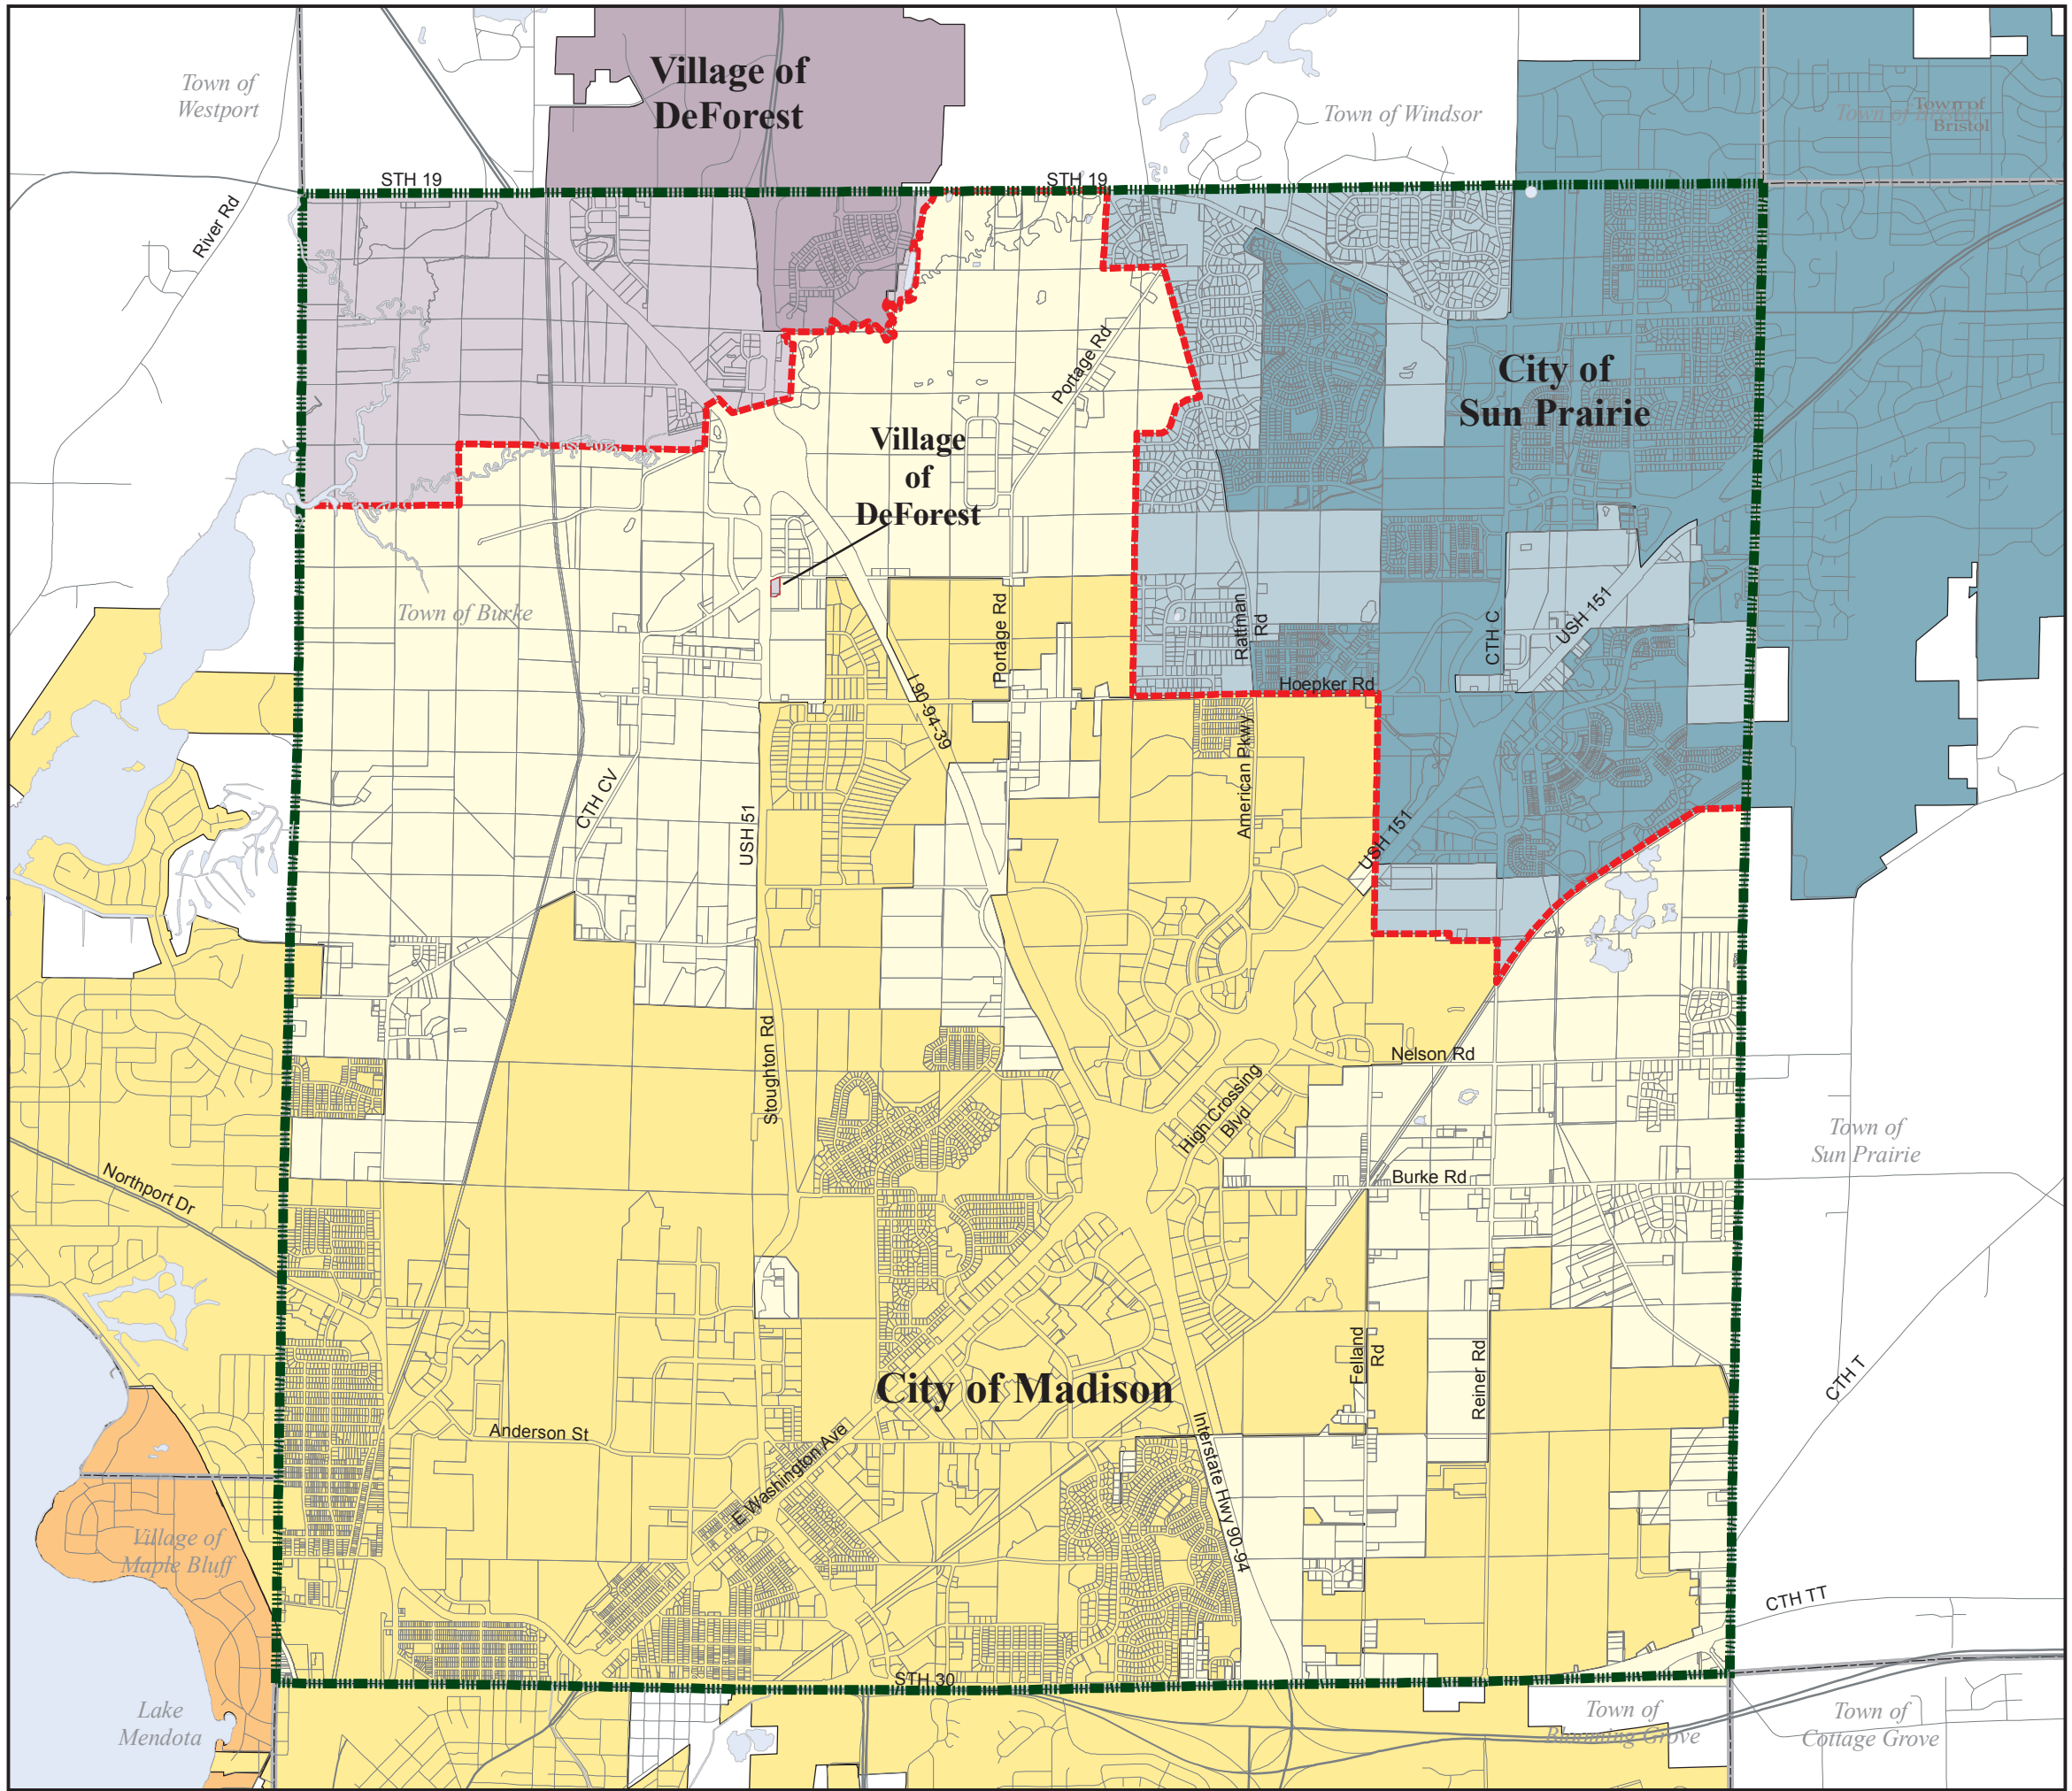 Village of
DeForest
Town of
Westport
Town of Windsor
Town of Bristol
Town of
Bristol
STH 19
STH 19
River Rd
City of
Sun Prairie
Portage Rd
Village
of
DeForest
Town of Burke
Portage Rd
Rattman
Rd
CTH C
USH 151
Hoepker Rd
I-90-94-39
American Pkwy
CTH CV
USH 51
USH 151
Stoughton Rd
Nelson Rd
High Crossing
Blvd
Town of
Sun Prairie
Burke Rd
Northport Dr
Felland
Rd
Reiner Rd
CTH T
City of Madison
Anderson St
E Washington Ave
Interstate Hwy 90-94
Village of
Maple Bluff
CTH TT
STH 30
Lake
Mendota
Town of
Blooming Grove
Town of
Cottage Grove